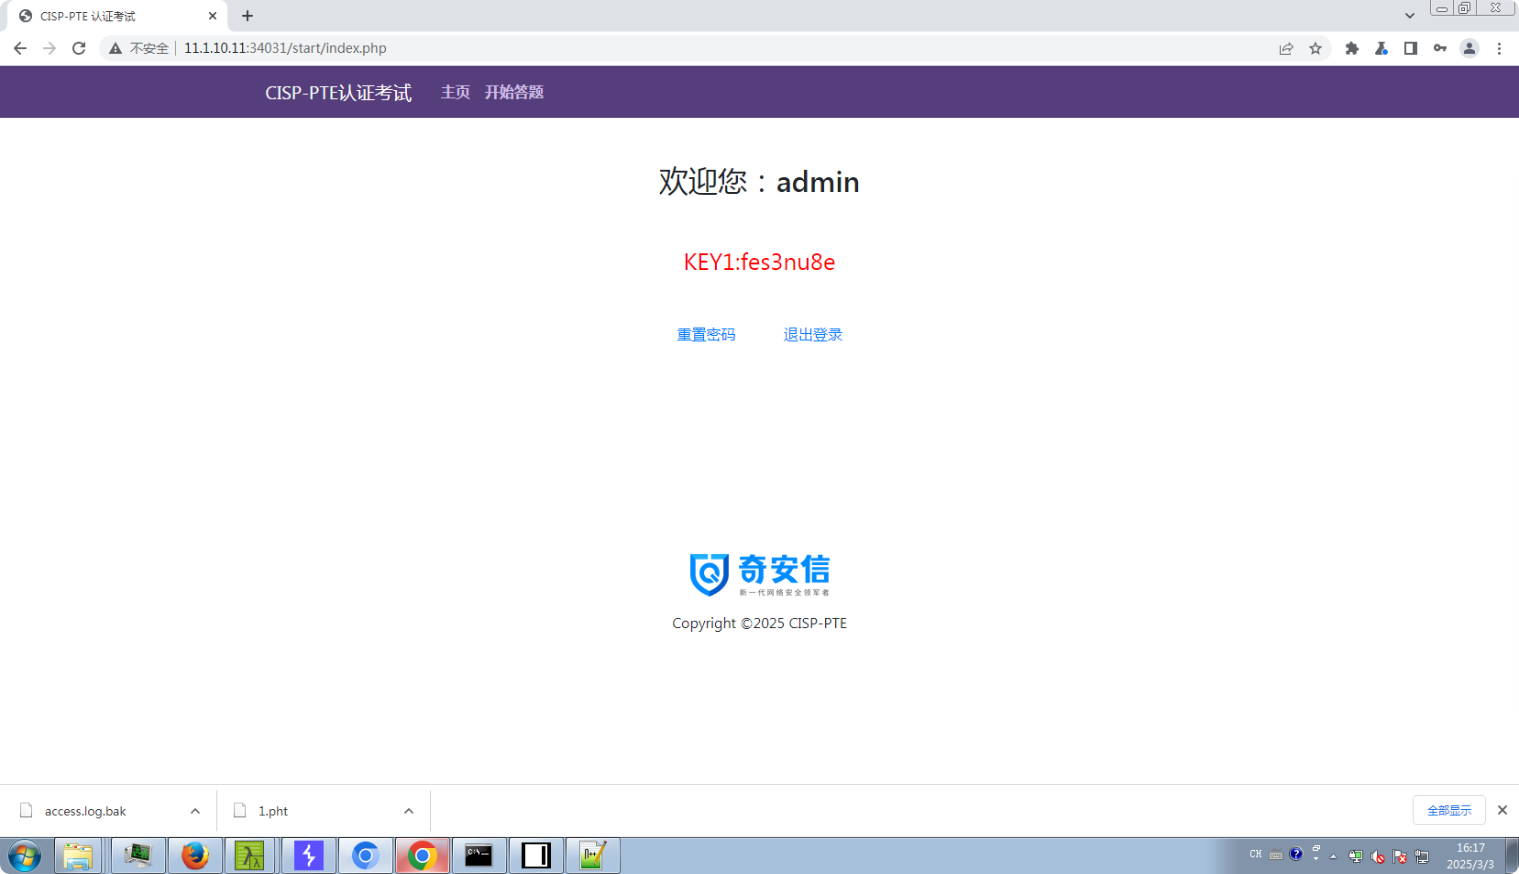 CISP-PTE 认证考试
不安全 11.1.10.11:34031/start/index.php
CISP-PTE认证考试 主页 开始答题
欢迎您：admin
KEY1:fes3nu8e
重置密码 退出登录
奇安信
新一代网络安全领军者
Copyright ©2025 CISP-PTE
access.log.bak 1.pht 全部显示
CH 16:17
2025/3/3